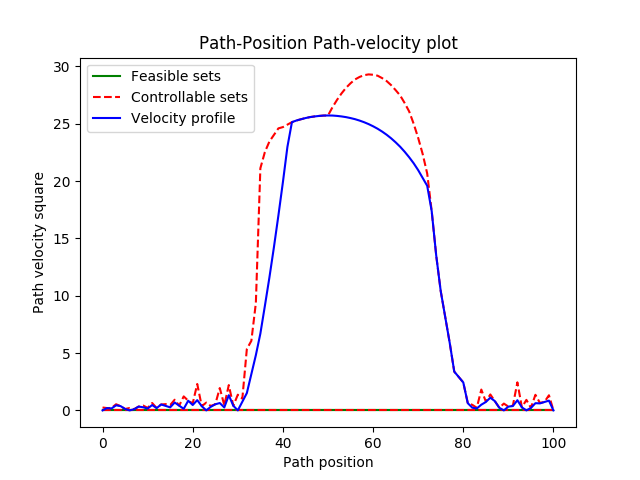 Path-Position Path-velocity plot
Feasible sets
Controllable sets
Velocity profile
Path velocity square
30
25
20
15
10
5
0
0 20 40 60 80 100
Path position